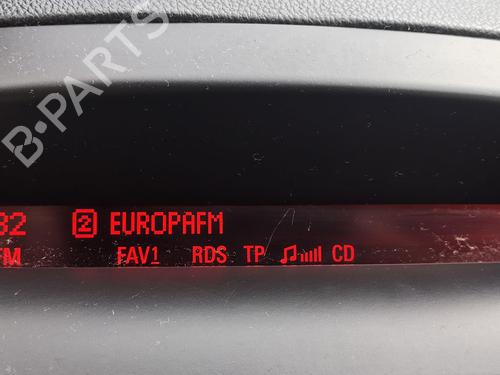 B-PARTS
32 2 EUROPAFM
FM FAV1 RDS TP CD